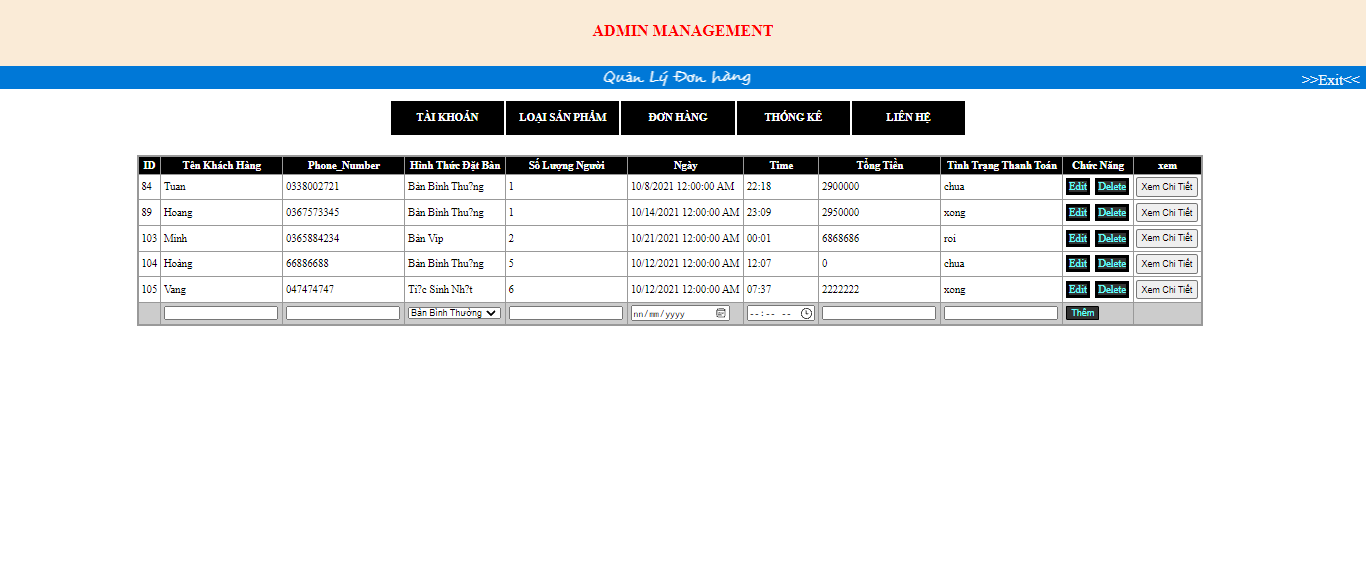 ADMIN MANAGEMENT
Quản Lý Đơn hàng >>Exit<<
TÀI KHOẢN LOẠI SẢN PHẨM ĐƠN HÀNG THỐNG KÊ LIÊN HỆ
ID Tên Khách Hàng Phone_Number Hình Thức Đặt Bàn Số Lượng Người Ngày Time Tổng Tiền Tình Trạng Thanh Toán Chức Năng xem
84 Tuan 0338002721 Bàn Bình Thu?ng 1 10/8/2021 12:00:00 AM 22:18 2900000 chua Edit Delete Xem Chi Tiết
89 Hoang 0367573345 Bàn Bình Thu?ng 1 10/14/2021 12:00:00 AM 23:09 2950000 xong Edit Delete Xem Chi Tiết
103 Minh 0365884234 Bàn Vip 2 10/21/2021 12:00:00 AM 00:01 6868686 roi Edit Delete Xem Chi Tiết
104 Hoàng 66886688 Bàn Bình Thu?ng 5 10/12/2021 12:00:00 AM 12:07 0 chua Edit Delete Xem Chi Tiết
105 Vang 047474747 Ti?c Sinh Nh?t 6 10/12/2021 12:00:00 AM 07:37 2222222 xong Edit Delete Xem Chi Tiết
Bàn Bình Thường nn/mm/yyyy --:-- -- Thêm